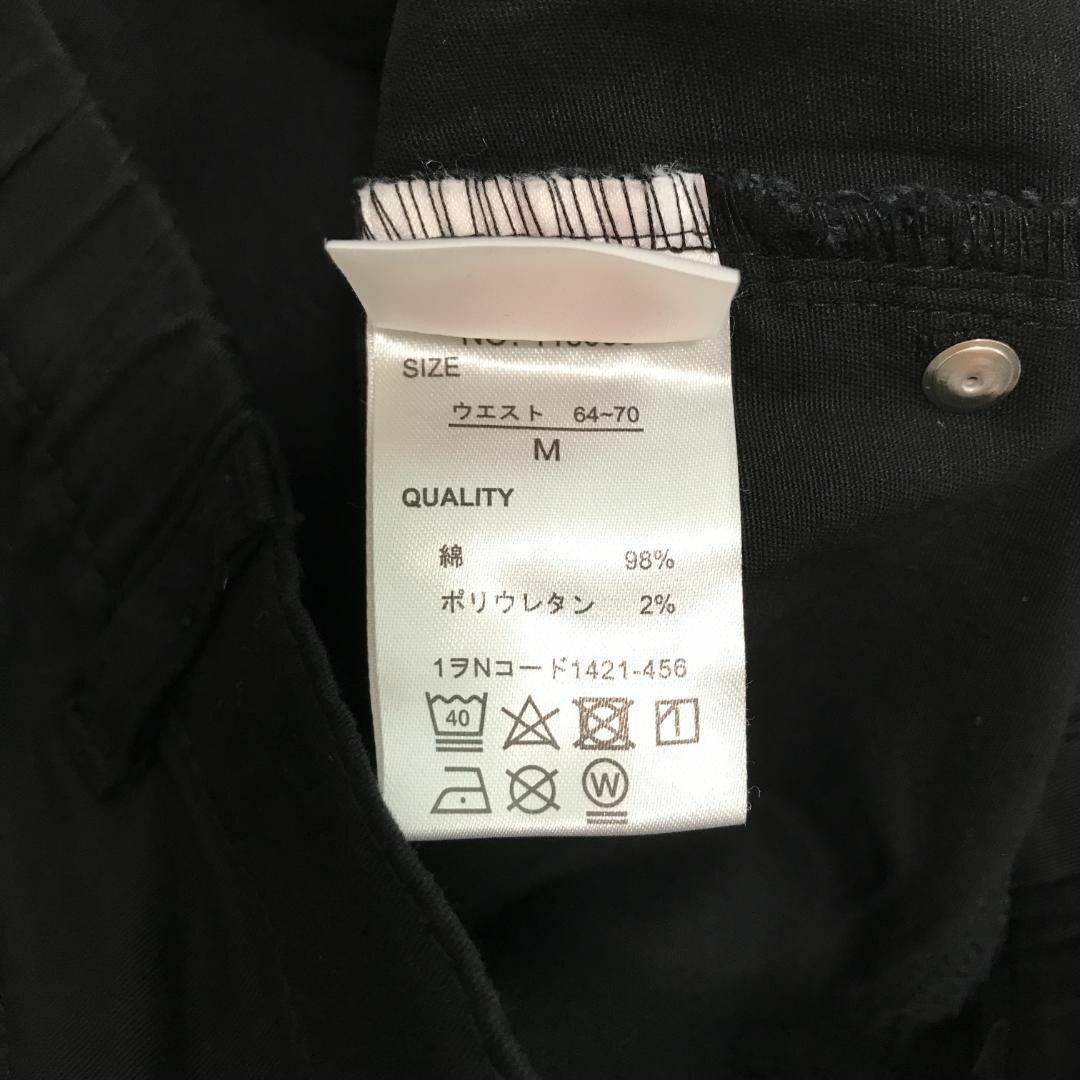 SIZE
ウエスト 64~70
M
QUALITY
綿 98%
ポリウレタン 2%
1ヲNコード1421-456
40
W